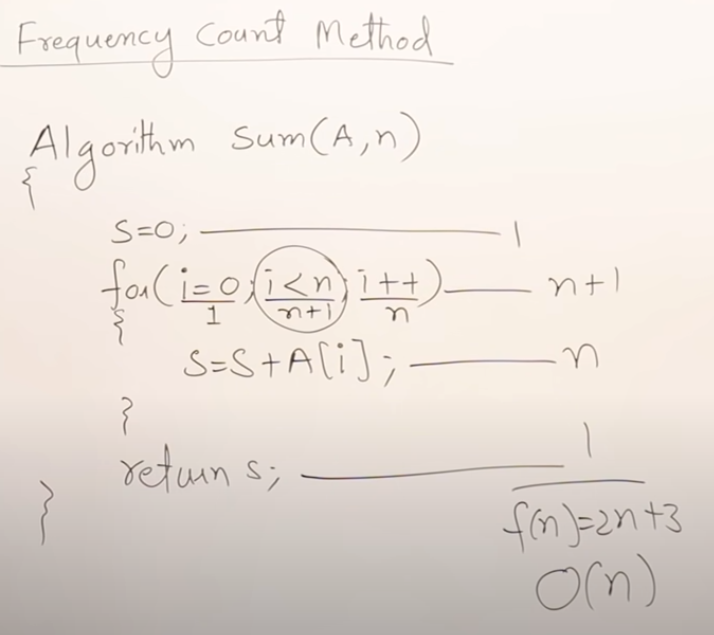 Frequency Count Method
Algorithm Sum(A,n)
{
S=0; 1
for(i=0;i<n;i++) n+1
1 n+1 n
{
S=S+A[i]; n
}
return s; 1
}
f(n)=2n+3
O(n)